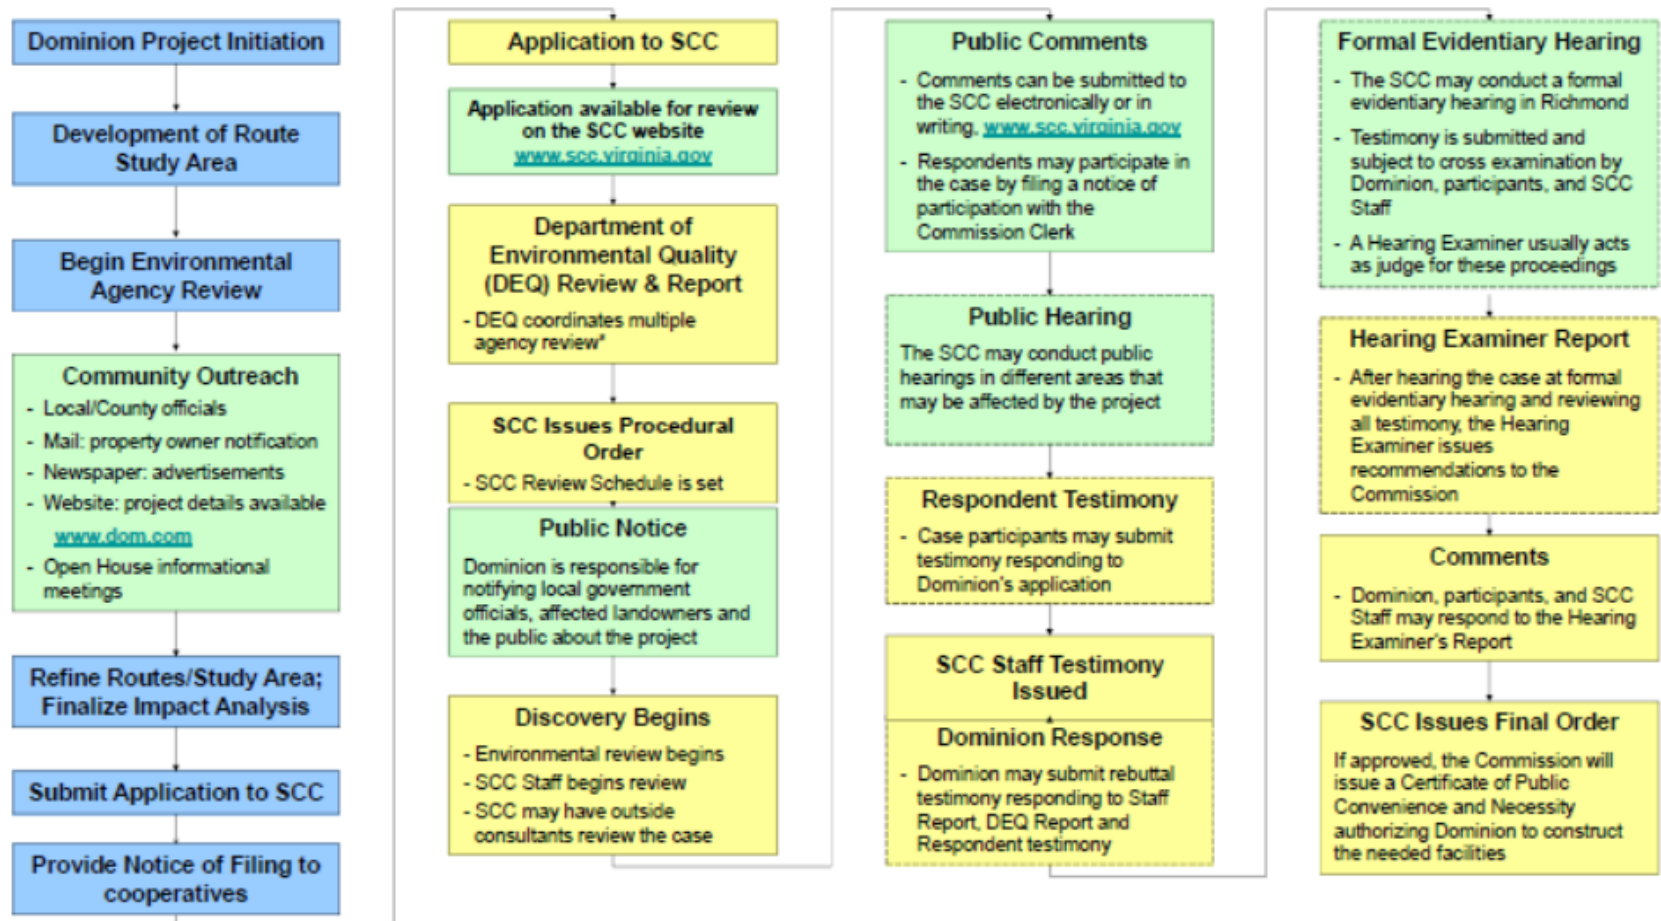 Dominion Project Initiation
Development of Route
Study Area
Begin Environmental
Agency Review
Community Outreach
- Local/County officials
- Mail: property owner notification
- Newspaper: advertisements
- Website: project details available
www.dom.com
- Open House informational
meetings
Refine Routes/Study Area;
Finalize Impact Analysis
Submit Application to SCC
Provide Notice of Filing to
cooperatives
Application to SCC
Application available for review
on the SCC website
www.scc.virginia.gov
Department of
Environmental Quality
(DEQ) Review & Report
- DEQ coordinates multiple
agency review*
SCC Issues Procedural
Order
- SCC Review Schedule is set
Public Notice
Dominion is responsible for
notifying local government
officials, affected landowners and
the public about the project
Discovery Begins
- Environmental review begins
- SCC Staff begins review
- SCC may have outside
consultants review the case
Public Comments
- Comments can be submitted to
the SCC electronically or in
writing, www.scc.virginia.gov
- Respondents may participate in
the case by filing a notice of
participation with the
Commission Clerk
Public Hearing
The SCC may conduct public
hearings in different areas that
may be affected by the project
Respondent Testimony
- Case participants may submit
testimony responding to
Dominion's application
SCC Staff Testimony
Issued
Dominion Response
- Dominion may submit rebuttal
testimony responding to Staff
Report, DEQ Report and
Respondent testimony
Formal Evidentiary Hearing
- The SCC may conduct a formal
evidentiary hearing in Richmond
- Testimony is submitted and
subject to cross examination by
Dominion, participants, and SCC
Staff
- A Hearing Examiner usually acts
as judge for these proceedings
Hearing Examiner Report
- After hearing the case at formal
evidentiary hearing and reviewing
all testimony, the Hearing
Examiner issues
recommendations to the
Commission
Comments
- Dominion, participants, and SCC
Staff may respond to the Hearing
Examiner's Report
SCC Issues Final Order
If approved, the Commission will
issue a Certificate of Public
Convenience and Necessity
authorizing Dominion to construct
the needed facilities